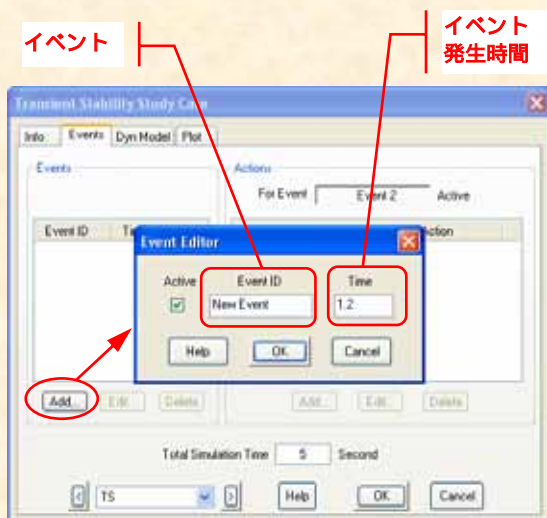 イベント
イベント
発生時間
Transient Stability Study Case
Info Events Dyn Model Plot
Events
Actions
For Event Event 2 Active
Event ID
Action
Event Editor
Active Event ID Time
New Event 1.2
Help OK Cancel
Add... Edit... Delete
Add... Edit... Delete
Total Simulation Time 5 Second
< TS > Help OK Cancel